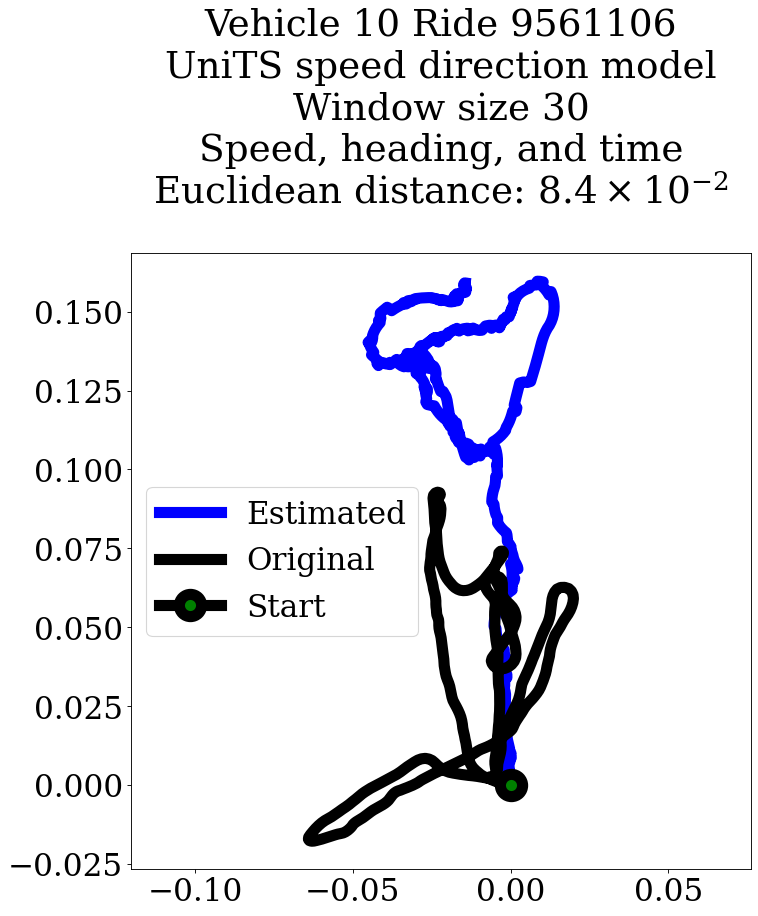 Vehicle 10 Ride 9561106
UniTS speed direction model
Window size 30
Speed, heading, and time
Euclidean distance: 8.4 × 10⁻²
0.150
0.125
0.100
0.075
0.050
0.025
0.000
−0.025
Estimated
Original
Start
−0.10
−0.05
0.00
0.05